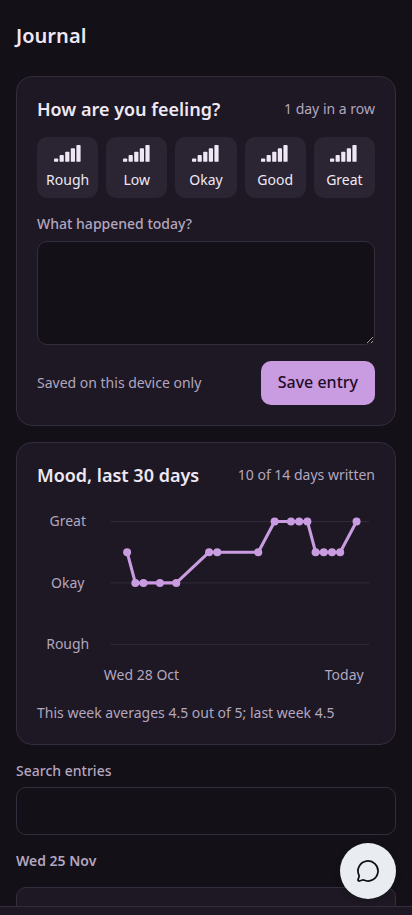 Journal
How are you feeling?
1 day in a row
Rough
Low
Okay
Good
Great
What happened today?
Saved on this device only
Save entry
Mood, last 30 days
10 of 14 days written
Great
Okay
Rough
Wed 28 Oct
Today
This week averages 4.5 out of 5; last week 4.5
Search entries
Wed 25 Nov